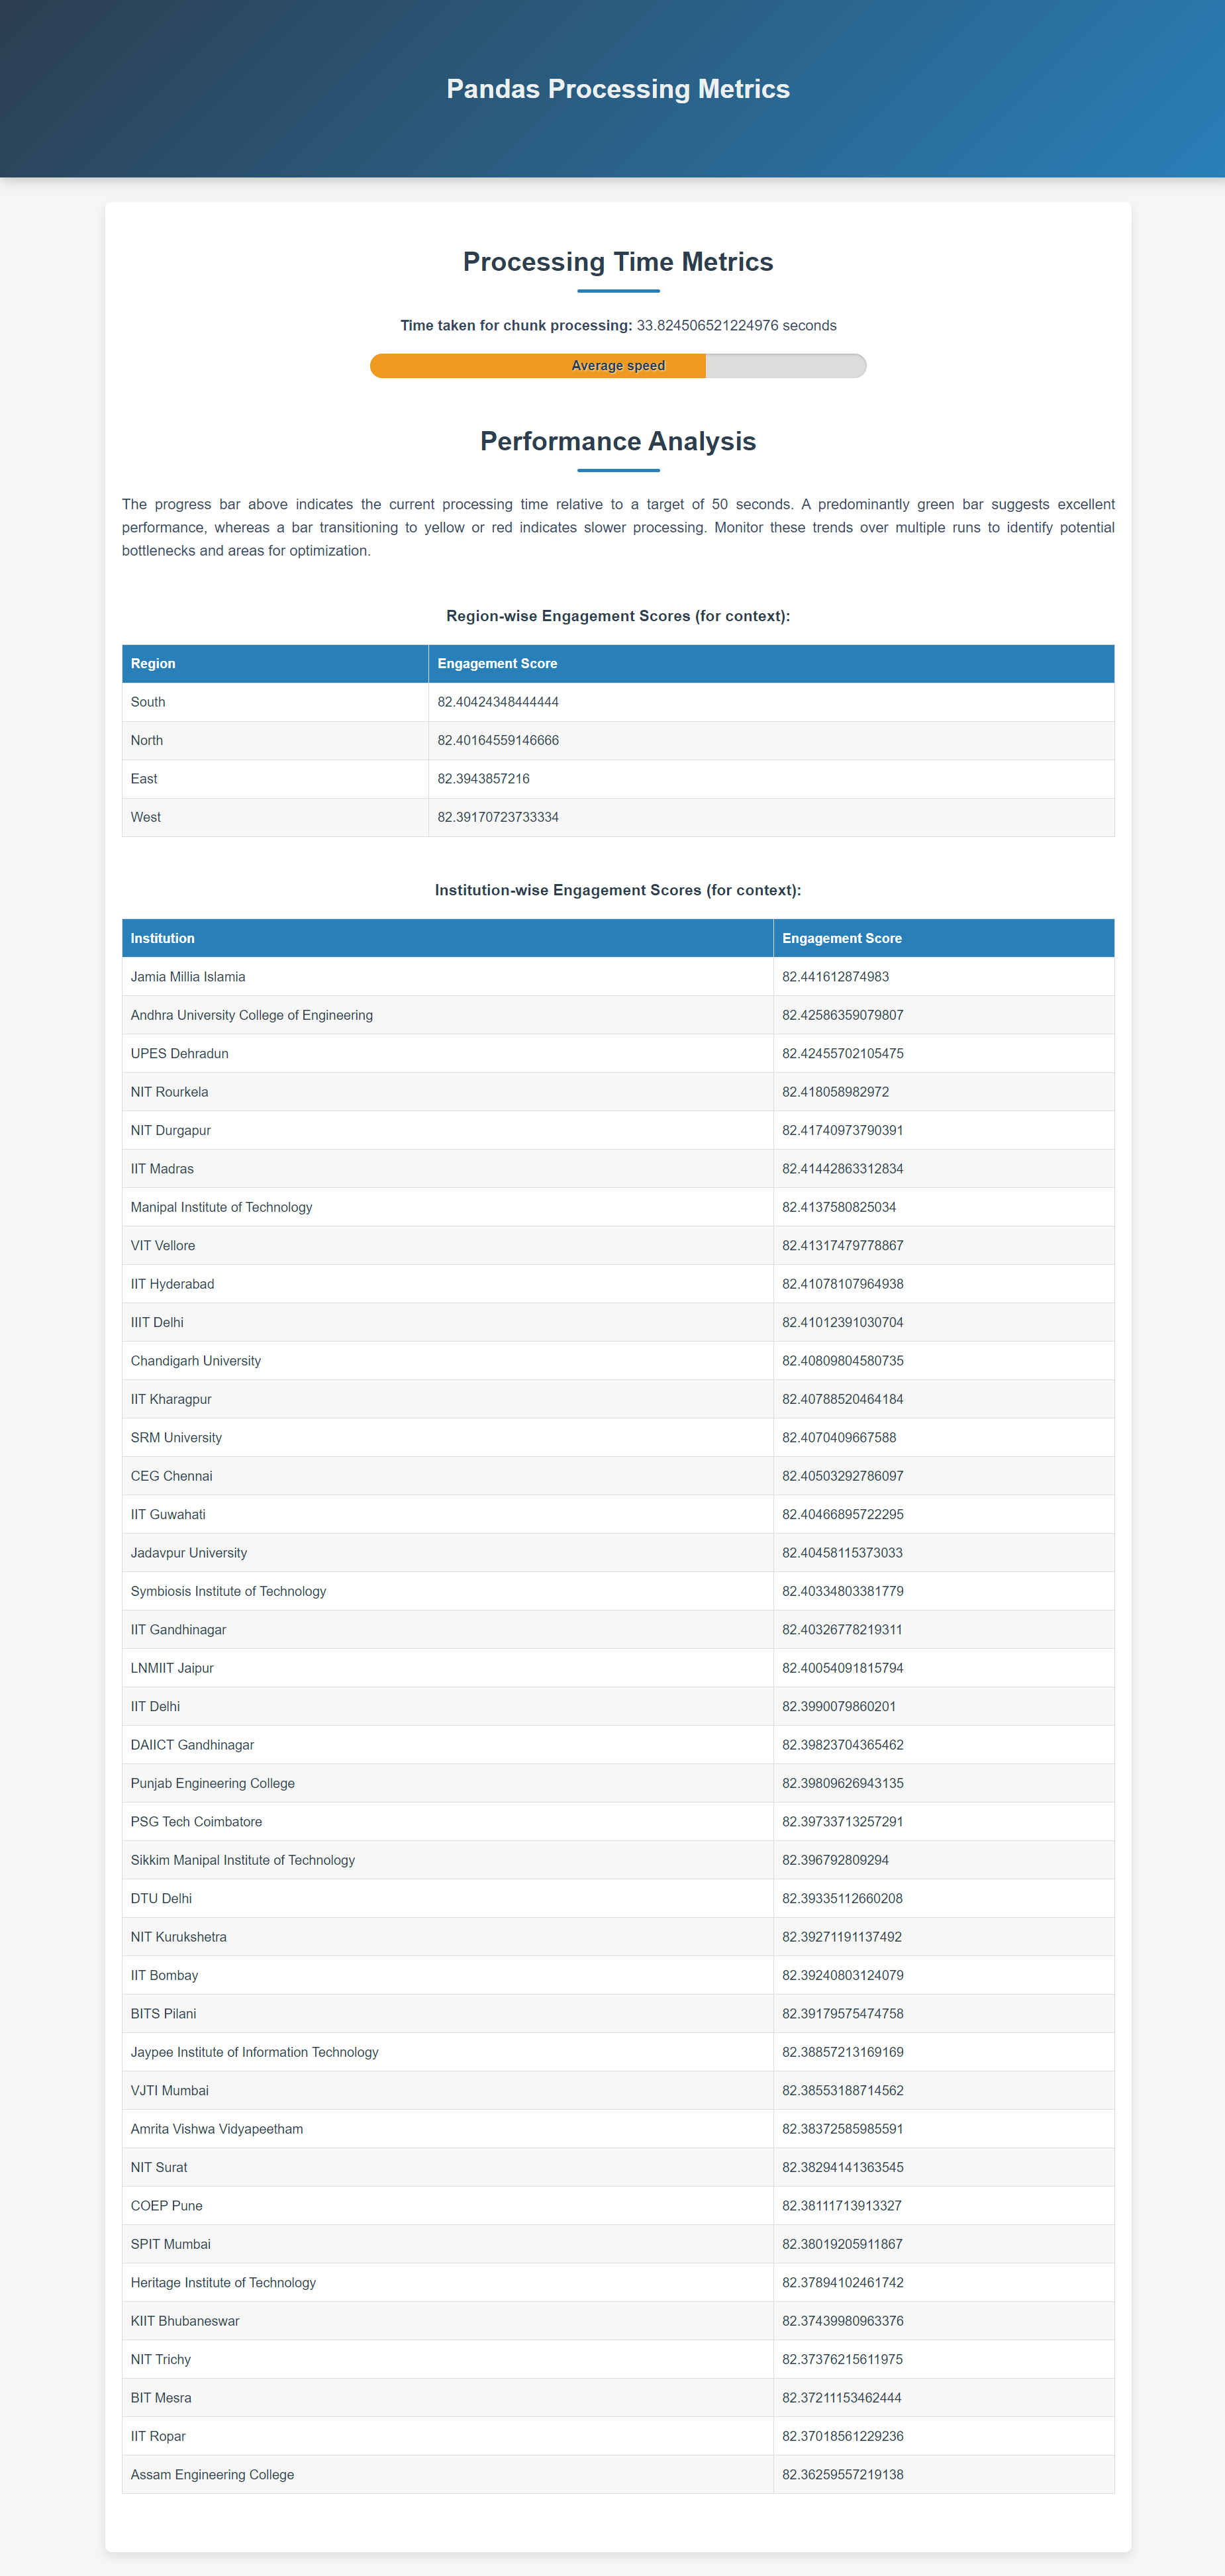 Pandas Processing Metrics
Processing Time Metrics
Time taken for chunk processing: 33.824506521224976 seconds
Average speed
Performance Analysis
The progress bar above indicates the current processing time relative to a target of 50 seconds. A predominantly green bar suggests excellent
performance, whereas a bar transitioning to yellow or red indicates slower processing. Monitor these trends over multiple runs to identify potential
bottlenecks and areas for optimization.
Region-wise Engagement Scores (for context):
Region Engagement Score
South 82.40424348444444
North 82.40164559146666
East 82.3943857216
West 82.39170723733334
Institution-wise Engagement Scores (for context):
Institution Engagement Score
Jamia Millia Islamia 82.441612874983
Andhra University College of Engineering 82.42586359079807
UPES Dehradun 82.42455702105475
NIT Rourkela 82.418058982972
NIT Durgapur 82.41740973790391
IIT Madras 82.41442863312834
Manipal Institute of Technology 82.4137580825034
VIT Vellore 82.41317479778867
IIT Hyderabad 82.41078107964938
IIIT Delhi 82.41012391030704
Chandigarh University 82.40809804580735
IIT Kharagpur 82.40788520464184
SRM University 82.4070409667588
CEG Chennai 82.40503292786097
IIT Guwahati 82.40466895722295
Jadavpur University 82.40458115373033
Symbiosis Institute of Technology 82.40334803381779
IIT Gandhinagar 82.40326778219311
LNMIIT Jaipur 82.40054091815794
IIT Delhi 82.3990079860201
DAIICT Gandhinagar 82.39823704365462
Punjab Engineering College 82.39809626943135
PSG Tech Coimbatore 82.39733713257291
Sikkim Manipal Institute of Technology 82.396792809294
DTU Delhi 82.39335112660208
NIT Kurukshetra 82.39271191137492
IIT Bombay 82.39240803124079
BITS Pilani 82.39179575474758
Jaypee Institute of Information Technology 82.38857213169169
VJTI Mumbai 82.38553188714562
Amrita Vishwa Vidyapeetham 82.38372585985591
NIT Surat 82.38294141363545
COEP Pune 82.38111713913327
SPIT Mumbai 82.38019205911867
Heritage Institute of Technology 82.37894102461742
KIIT Bhubaneswar 82.37439980963376
NIT Trichy 82.37376215611975
BIT Mesra 82.37211153462444
IIT Ropar 82.37018561229236
Assam Engineering College 82.36259557219138